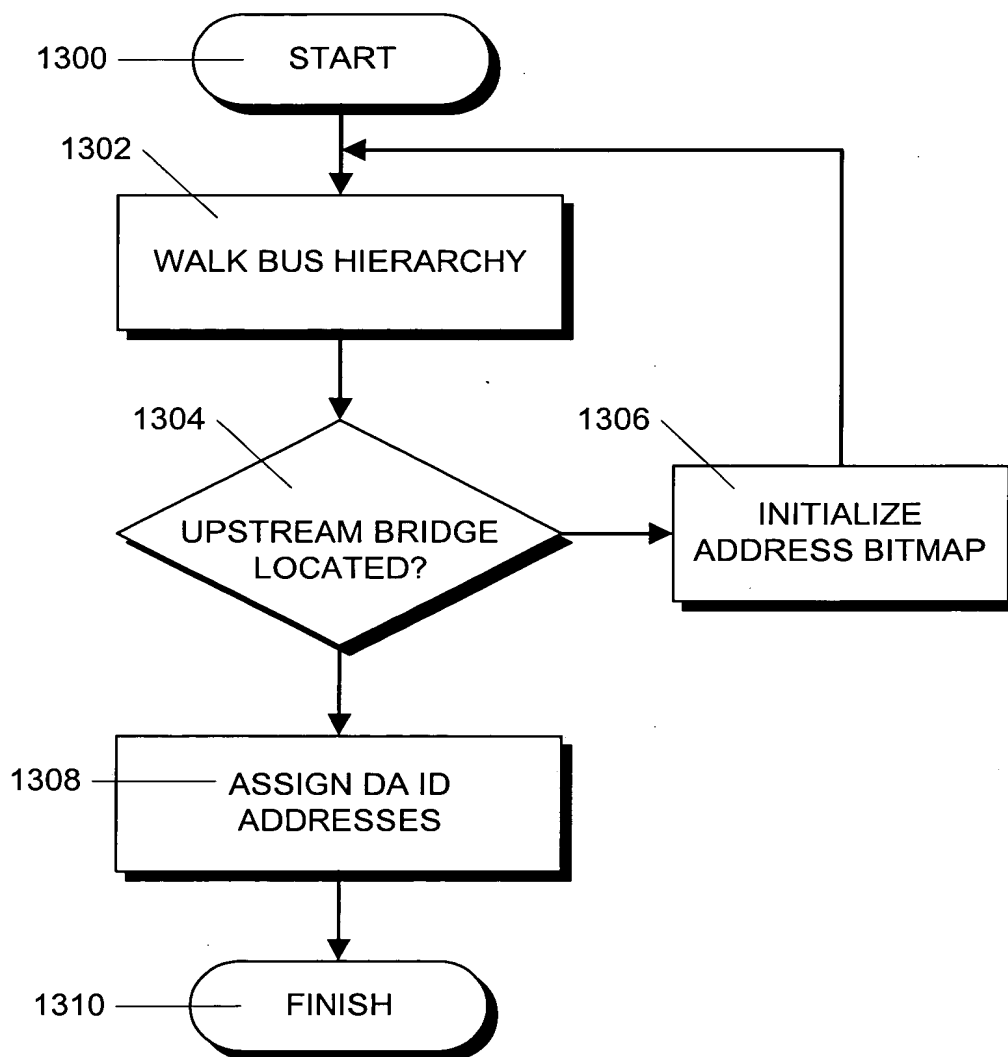 1300
START
1302
WALK BUS HIERARCHY
1304
UPSTREAM BRIDGE
LOCATED?
1306
INITIALIZE
ADDRESS BITMAP
1308
ASSIGN DA ID
ADDRESSES
1310
FINISH